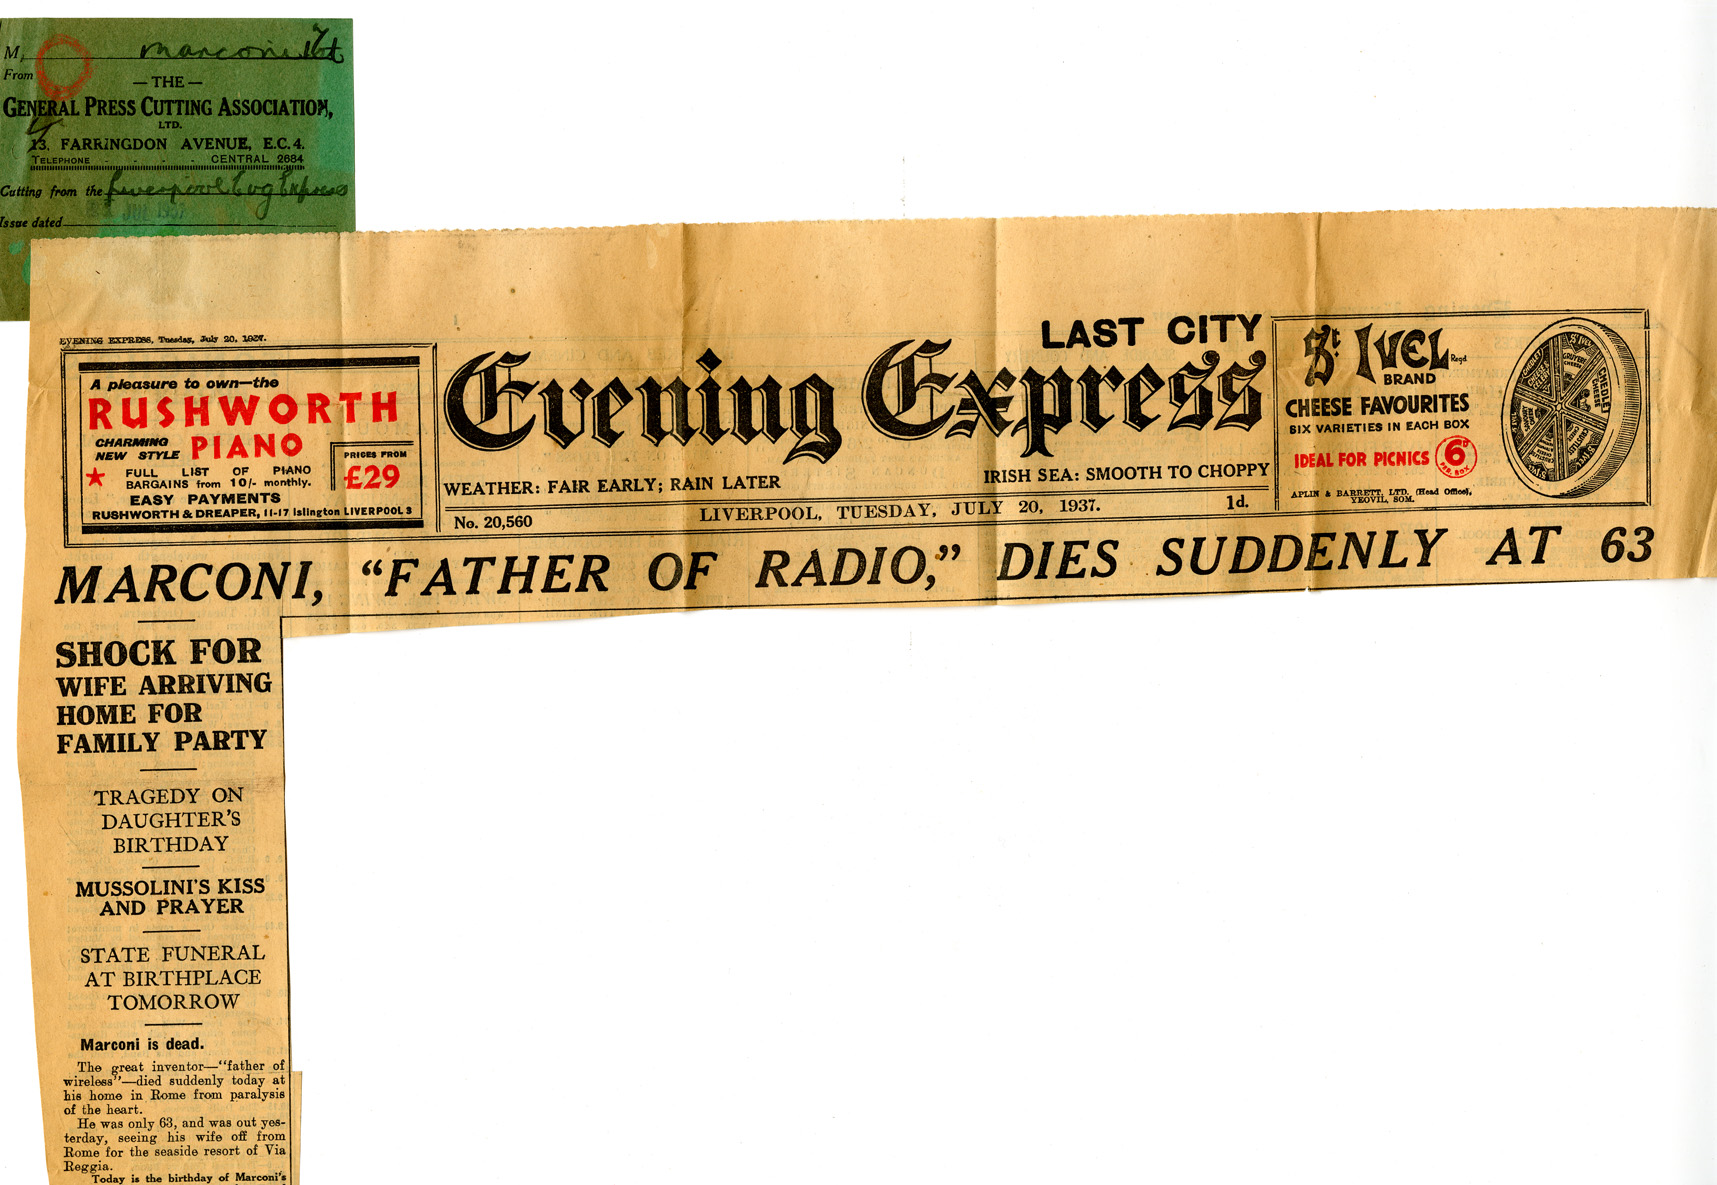 M marconi
From
—THE—
GENERAL PRESS CUTTING ASSOCIATION,
LTD.
13, FARRINGDON AVENUE, E.C.4.
TELEPHONE - - - - CENTRAL 2684
Cutting from the Liverpool Evg Express
Issue dated
EVENING EXPRESS, Tuesday, July 20, 1937.
A pleasure to own—the
RUSHWORTH
CHARMING
NEW STYLE PIANO
FULL LIST OF PIANO
BARGAINS from 10/- monthly.
PRICES FROM
£29
EASY PAYMENTS
RUSHWORTH & DREAPER, 11-17 Islington LIVERPOOL 3
LAST CITY
Evening Express
WEATHER: FAIR EARLY; RAIN LATER
IRISH SEA: SMOOTH TO CHOPPY
No. 20,560
LIVERPOOL, TUESDAY, JULY 20, 1937.
1d.
St. IVEL Regd
BRAND
CHEESE FAVOURITES
SIX VARIETIES IN EACH BOX
IDEAL FOR PICNICS 6d PER. BOX
APLIN & BARRETT, LTD. (Head Office),
YEOVIL, SOM.
CHEDLET
CHEESE
MARCONI, “FATHER OF RADIO,” DIES SUDDENLY AT 63
SHOCK FOR
WIFE ARRIVING
HOME FOR
FAMILY PARTY
TRAGEDY ON
DAUGHTER'S
BIRTHDAY
MUSSOLINI'S KISS
AND PRAYER
STATE FUNERAL
AT BIRTHPLACE
TOMORROW
Marconi is dead.
The great inventor—“father of
wireless”—died suddenly today at
his home in Rome from paralysis
of the heart.
He was only 63, and was out yes-
terday, seeing his wife off from
Rome for the seaside resort of Via
Reggia.
Today is the birthday of Marconi's